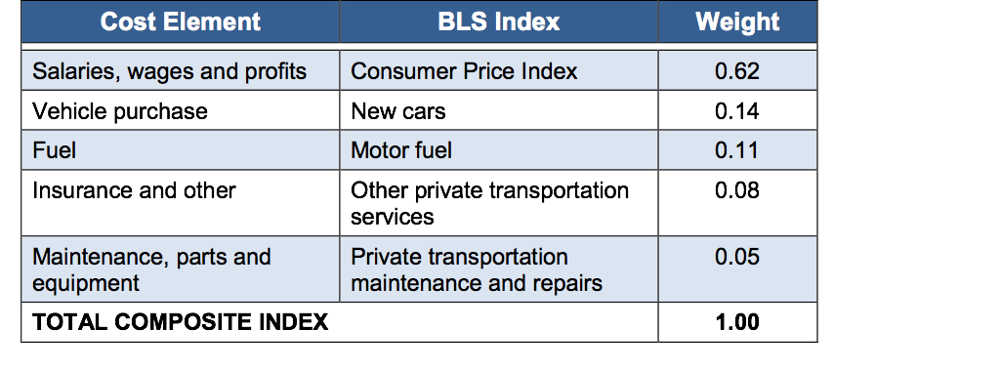 Cost Element BLS Index Weight
Salaries, wages and profits Consumer Price Index 0.62
Vehicle purchase New cars 0.14
Fuel Motor fuel 0.11
Insurance and other Other private transportation services 0.08
Maintenance, parts and equipment Private transportation maintenance and repairs 0.05
TOTAL COMPOSITE INDEX 1.00